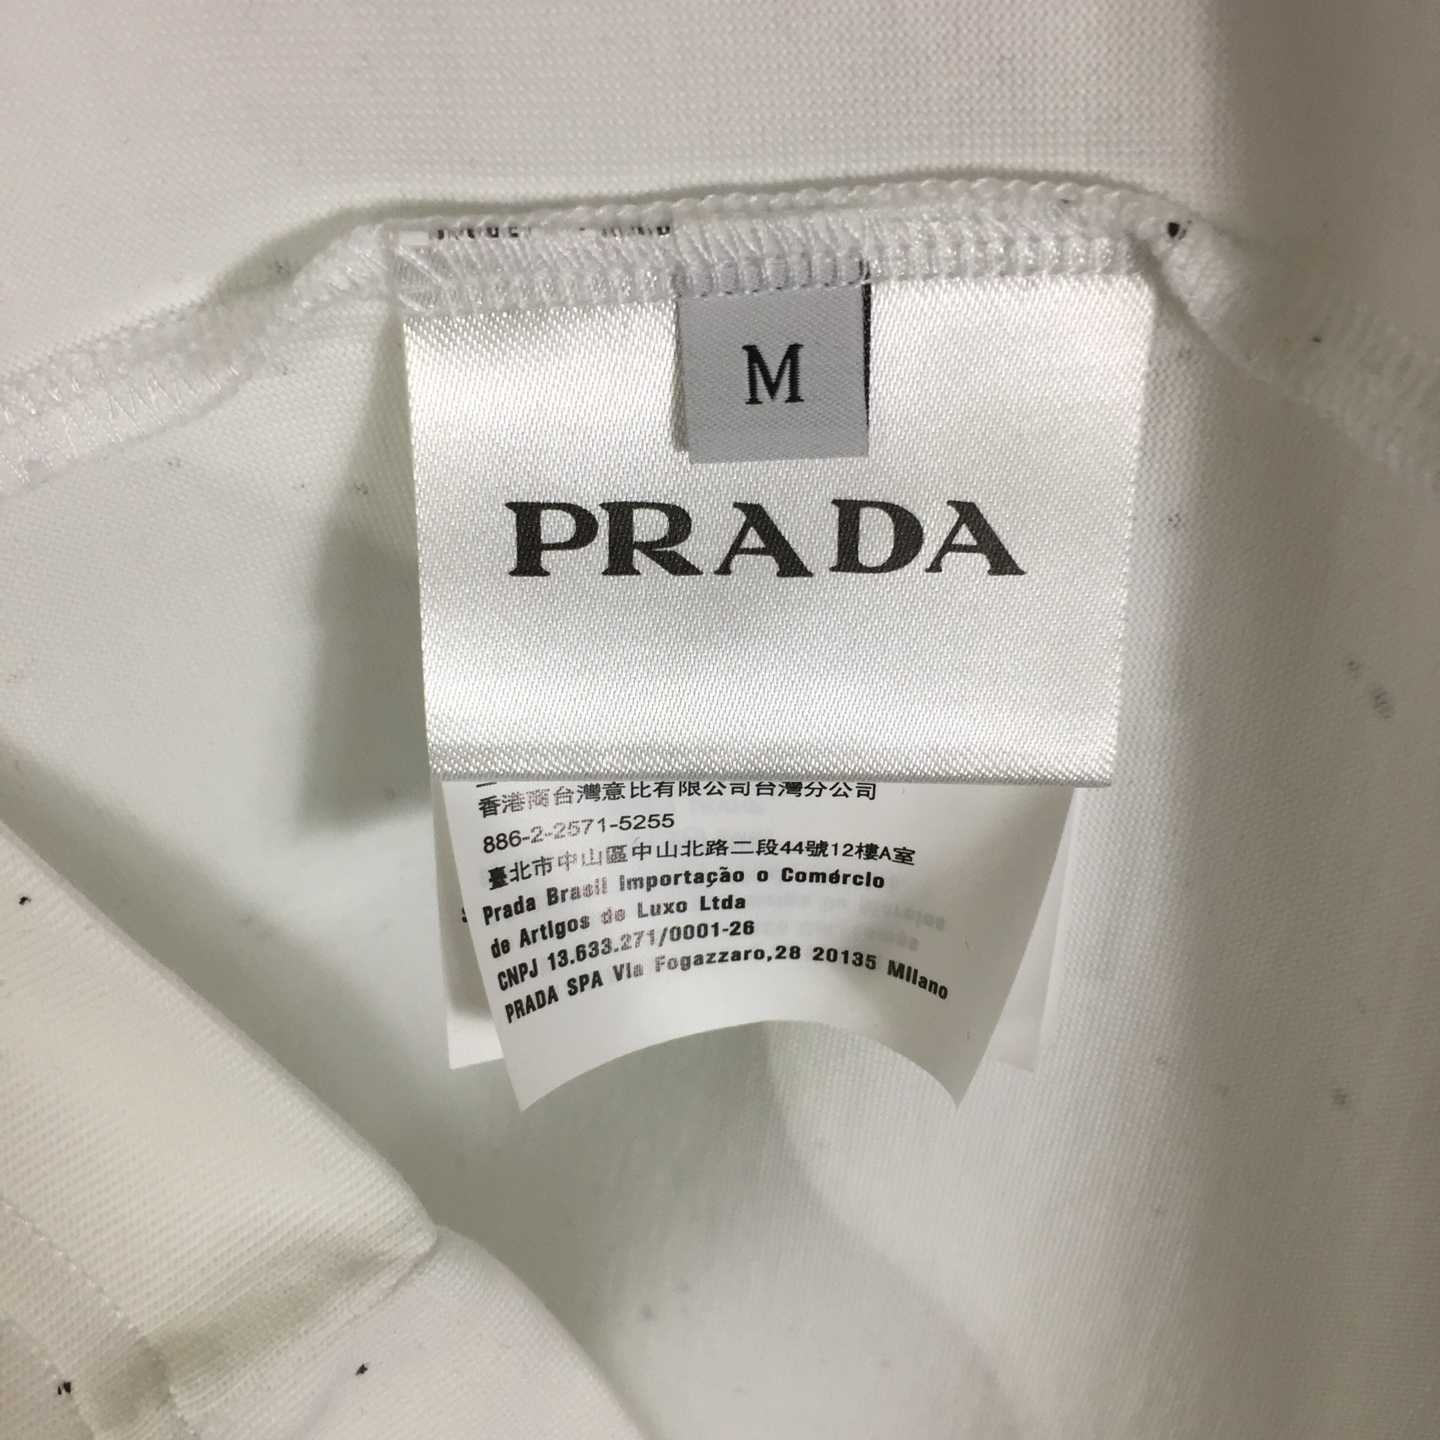 M
PRADA
香港商台灣意比有限公司台灣分公司
886-2-2571-5255
臺北市中山區中山北路二段44號12樓A室
Prada Brasil Importação o Comércio
de Artigos de Luxo Ltda
CNPJ 13.633.271/0001-26
PRADA SPA Via Fogazzaro,28 20135 Milano